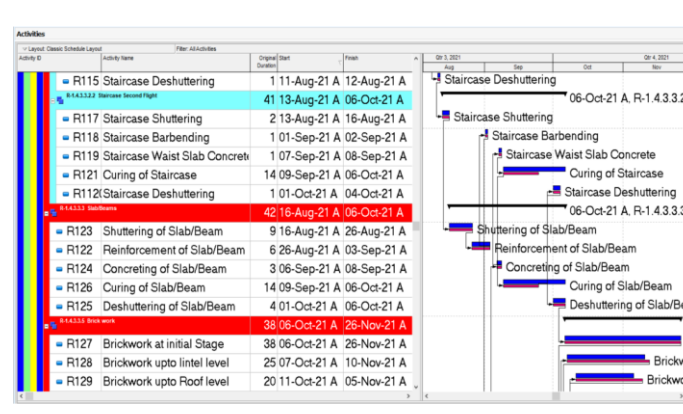 Activities
Layout: Classic Schedule Layout Filter: All Activities
Activity ID Activity Name Original Duration Start Finish Qtr 3, 2021 Qtr 4, 2021
Aug Sep Oct Nov
R115 Staircase Deshuttering 1 11-Aug-21 A 12-Aug-21 A Staircase Deshuttering
R-1.4.3.3.2.2 Staircase Second Flight 41 13-Aug-21 A 06-Oct-21 A 06-Oct-21 A, R-1.4.3.3.2
R117 Staircase Shuttering 2 13-Aug-21 A 16-Aug-21 A Staircase Shuttering
R118 Staircase Barbending 1 01-Sep-21 A 02-Sep-21 A Staircase Barbending
R119 Staircase Waist Slab Concrete 1 07-Sep-21 A 08-Sep-21 A Staircase Waist Slab Concrete
R121 Curing of Staircase 14 09-Sep-21 A 06-Oct-21 A Curing of Staircase
R112( Staircase Deshuttering 1 01-Oct-21 A 04-Oct-21 A Staircase Deshuttering
R-1.4.3.3.3 Slab/Beams 42 16-Aug-21 A 06-Oct-21 A 06-Oct-21 A, R-1.4.3.3.3
R123 Shuttering of Slab/Beam 9 16-Aug-21 A 26-Aug-21 A Shuttering of Slab/Beam
R122 Reinforcement of Slab/Beam 6 26-Aug-21 A 03-Sep-21 A Reinforcement of Slab/Beam
R124 Concreting of Slab/Beam 3 06-Sep-21 A 08-Sep-21 A Concreting of Slab/Beam
R126 Curing of Slab/Beam 14 09-Sep-21 A 06-Oct-21 A Curing of Slab/Beam
R125 Deshuttering of Slab/Beam 4 01-Oct-21 A 06-Oct-21 A Deshuttering of Slab/Be
R-1.4.3.3.5 Brick work 38 06-Oct-21 A 26-Nov-21 A
R127 Brickwork at initial Stage 38 06-Oct-21 A 26-Nov-21 A
R128 Brickwork upto lintel level 25 07-Oct-21 A 10-Nov-21 A Brickw
R129 Brickwork upto Roof level 20 11-Oct-21 A 05-Nov-21 A Brickwo